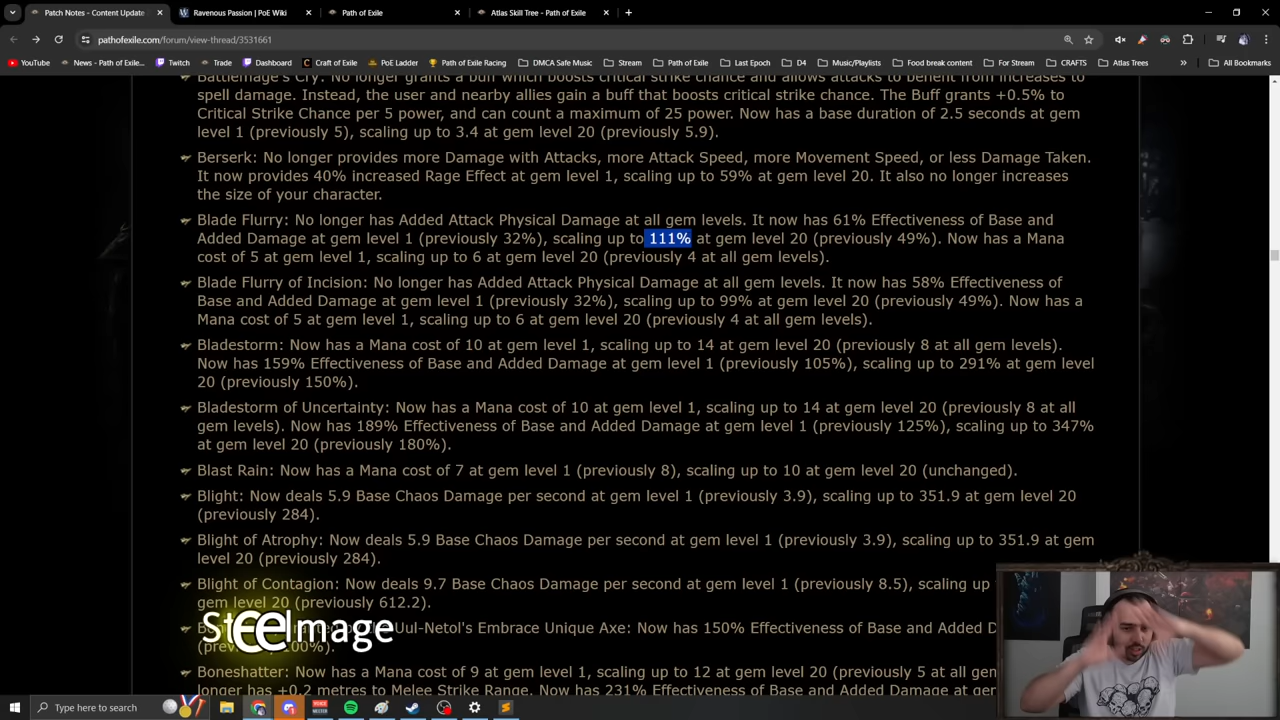 Patch Notes - Content Update
Ravenous Passion | PoE Wiki
Path of Exile
Atlas Skill Tree - Path of Exile
pathofexile.com/forum/view-thread/3531661
YouTube
News - Path of Exile...
Twitch
Trade
Dashboard
Craft of Exile
PoE Ladder
Path of Exile Racing
DMCA Safe Music
Stream
Path of Exile
Last Epoch
D4
Music/Playlists
Food break content
For Stream
CRAFTS
Atlas Trees
All Bookmarks
Battlemage's Cry: No longer grants a buff which boosts critical strike chance and allows attacks to benefit from increases to
spell damage. Instead, the user and nearby allies gain a buff that boosts critical strike chance. The Buff grants +0.5% to
Critical Strike Chance per 5 power, and can count a maximum of 25 power. Now has a base duration of 2.5 seconds at gem
level 1 (previously 5), scaling up to 3.4 at gem level 20 (previously 5.9).
Berserk: No longer provides more Damage with Attacks, more Attack Speed, more Movement Speed, or less Damage Taken.
It now provides 40% increased Rage Effect at gem level 1, scaling up to 59% at gem level 20. It also no longer increases
the size of your character.
Blade Flurry: No longer has Added Attack Physical Damage at all gem levels. It now has 61% Effectiveness of Base and
Added Damage at gem level 1 (previously 32%), scaling up to 111% at gem level 20 (previously 49%). Now has a Mana
cost of 5 at gem level 1, scaling up to 6 at gem level 20 (previously 4 at all gem levels).
Blade Flurry of Incision: No longer has Added Attack Physical Damage at all gem levels. It now has 58% Effectiveness of
Base and Added Damage at gem level 1 (previously 32%), scaling up to 99% at gem level 20 (previously 49%). Now has a
Mana cost of 5 at gem level 1, scaling up to 6 at gem level 20 (previously 4 at all gem levels).
Bladestorm: Now has a Mana cost of 10 at gem level 1, scaling up to 14 at gem level 20 (previously 8 at all gem levels).
Now has 159% Effectiveness of Base and Added Damage at gem level 1 (previously 105%), scaling up to 291% at gem level
20 (previously 150%).
Bladestorm of Uncertainty: Now has a Mana cost of 10 at gem level 1, scaling up to 14 at gem level 20 (previously 8 at all
gem levels). Now has 189% Effectiveness of Base and Added Damage at gem level 1 (previously 125%), scaling up to 347%
at gem level 20 (previously 180%).
Blast Rain: Now has a Mana cost of 7 at gem level 1 (previously 8), scaling up to 10 at gem level 20 (unchanged).
Blight: Now deals 5.9 Base Chaos Damage per second at gem level 1 (previously 3.9), scaling up to 351.9 at gem level 20
(previously 284).
Blight of Atrophy: Now deals 5.9 Base Chaos Damage per second at gem level 1 (previously 3.9), scaling up to 351.9 at gem
level 20 (previously 284).
Blight of Contagion: Now deals 9.7 Base Chaos Damage per second at gem level 1 (previously 8.5), scaling up
gem level 20 (previously 612.2).
Steelmage
Uul-Netol's Embrace Unique Axe: Now has 150% Effectiveness of Base and Added D
100%).
Boneshatter: Now has a Mana cost of 9 at gem level 1, scaling up to 12 at gem level 20 (previously 5 at all gem
longer has +0.2 metres to Melee Strike Range. Now has 231% Effectiveness of Base and Added Damage at gem
Type here to search